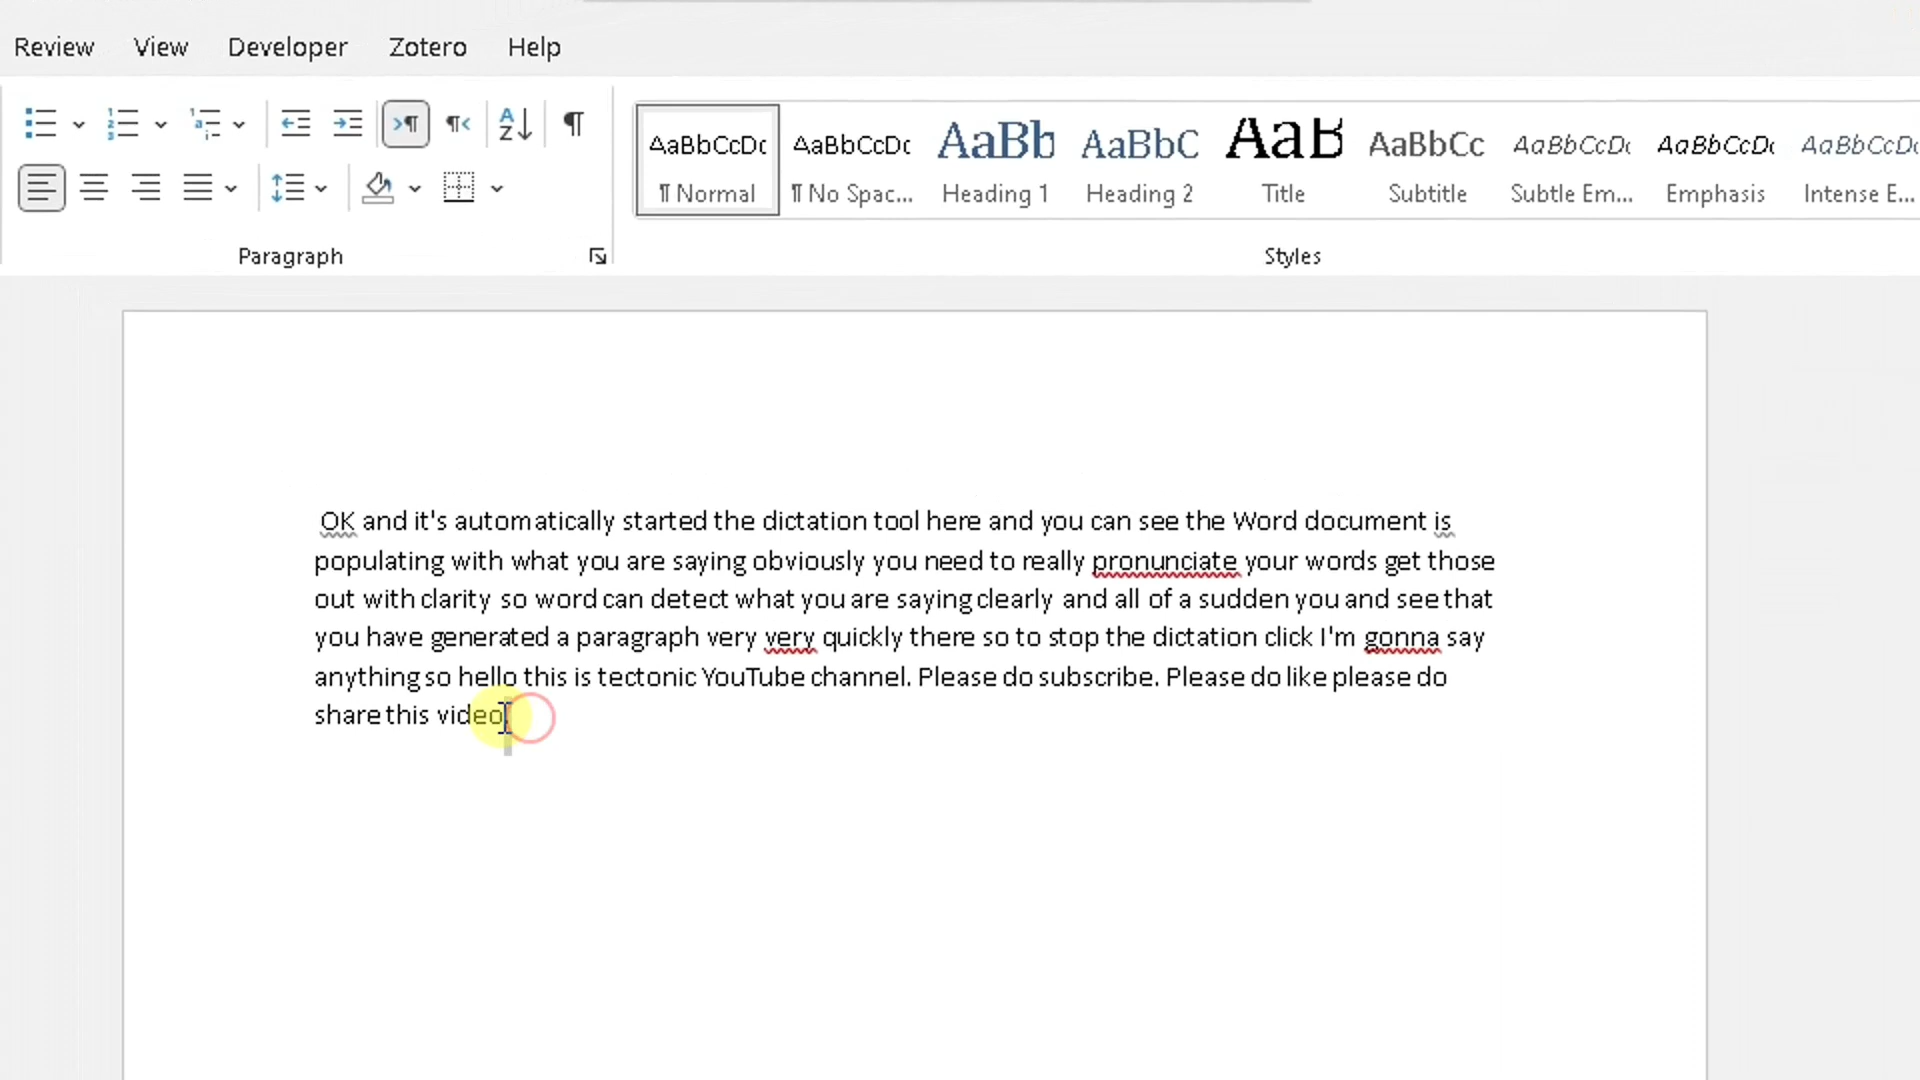 Review View Developer Zotero Help
AaBbCcDc AaBbCcDc AaBb AaBbC AaB AaBbCc AaBbCcDc AaBbCcDc AaBbCcDc
¶ Normal ¶ No Spac... Heading 1 Heading 2 Title Subtitle Subtle Em... Emphasis Intense E...
Paragraph Styles
OK and it's automatically started the dictation tool here and you can see the Word document is
populating with what you are saying obviously you need to really pronunciate your words get those
out with clarity so word can detect what you are saying clearly and all of a sudden you and see that
you have generated a paragraph very very quickly there so to stop the dictation click I'm gonna say
anything so hello this is tectonic YouTube channel. Please do subscribe. Please do like please do
share this video